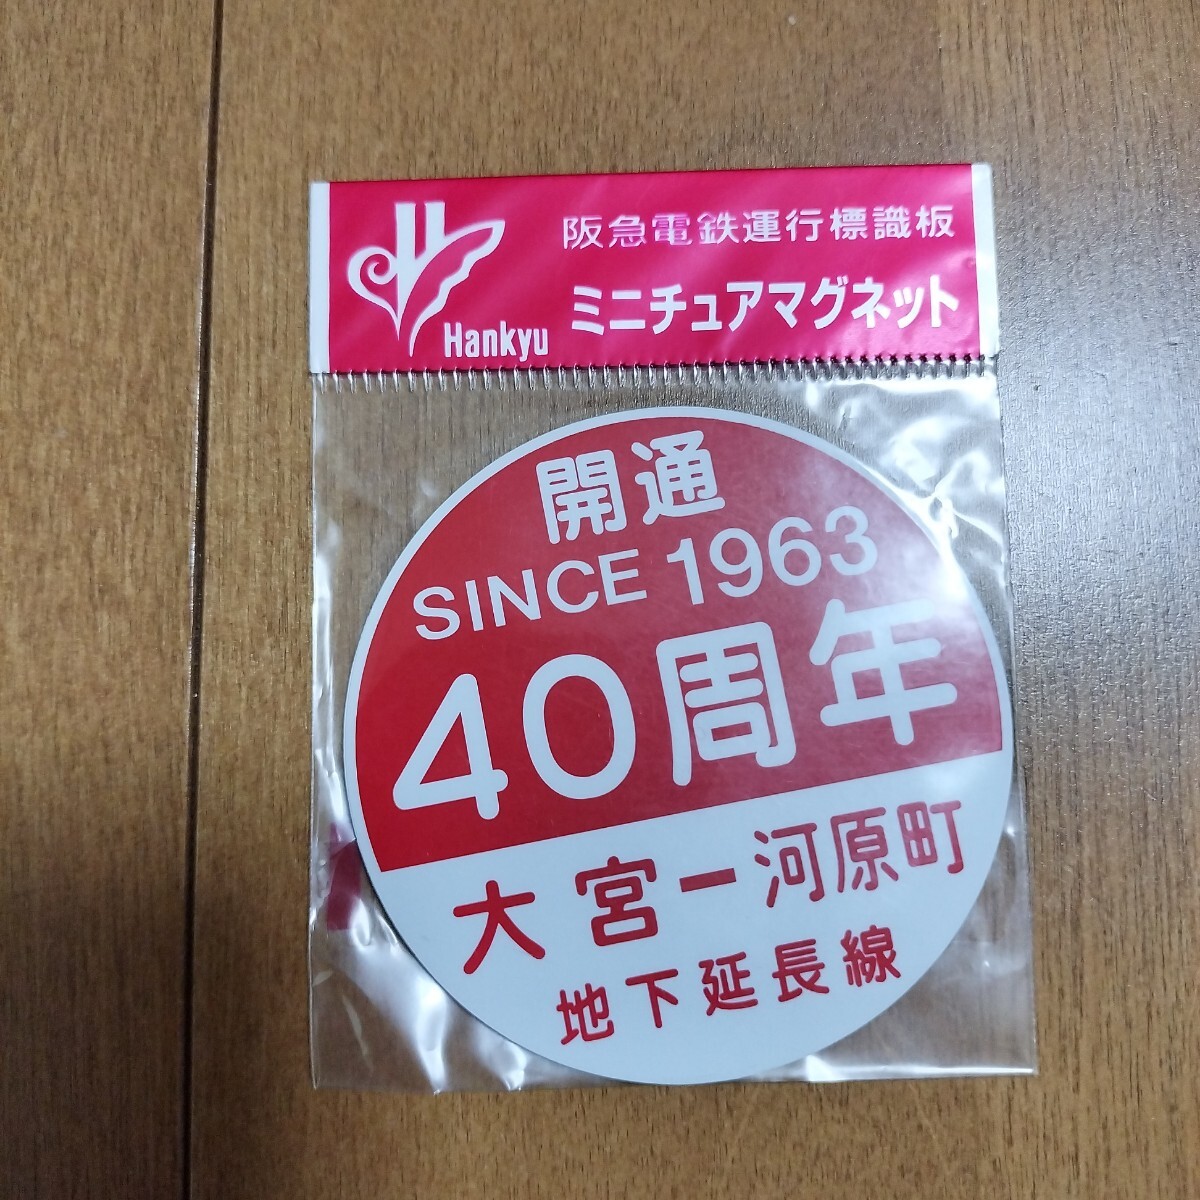 阪急電鉄運行標識板
ミニチュアマグネット
Hankyu
開通
SINCE 1963
40周年
大宮ー河原町
地下延長線